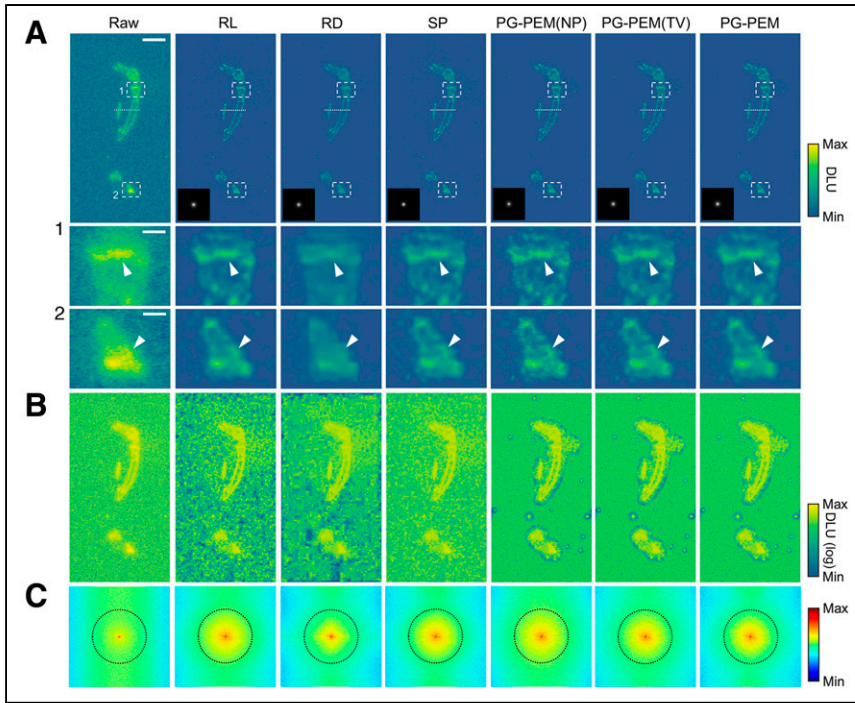 Raw RL RD SP PG-PEM(NP) PG-PEM(TV) PG-PEM
A
1
2
Max
DLU
Min
1
2
B
Max
DLU (log)
Min
C
Max
Min